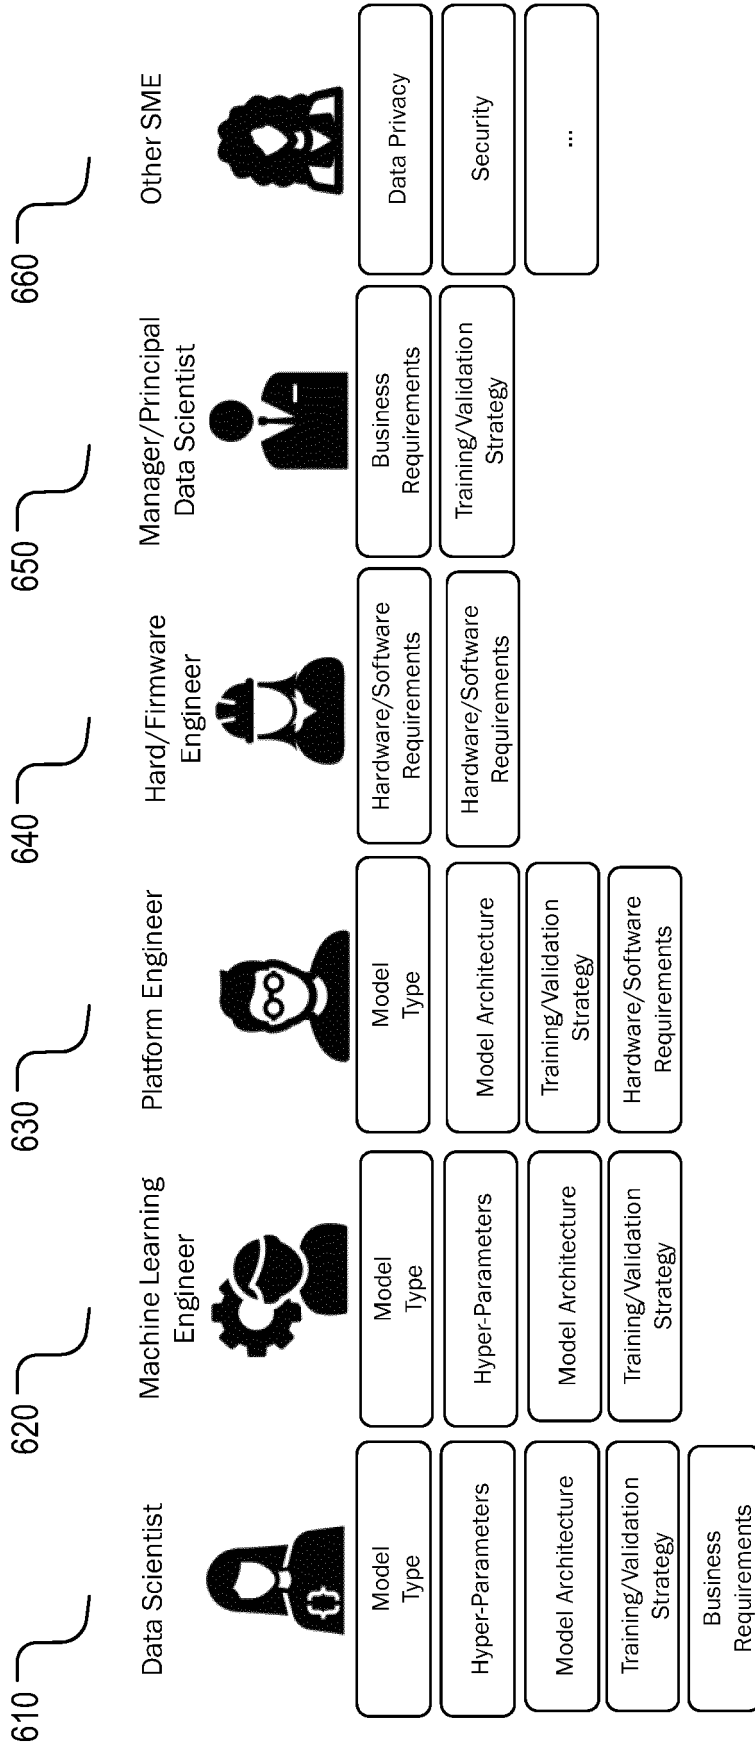 610
Data Scientist
Model
Type
Hyper-Parameters
Model Architecture
Training/Validation
Strategy
Business
Requirements
620
Machine Learning
Engineer
Model
Type
Hyper-Parameters
Model Architecture
Training/Validation
Strategy
630
Platform Engineer
Model
Type
Model Architecture
Training/Validation
Strategy
Hardware/Software
Requirements
640
Hard/Firmware
Engineer
Hardware/Software
Requirements
Hardware/Software
Requirements
650
Manager/Principal
Data Scientist
Business
Requirements
Training/Validation
Strategy
660
Other SME
Data Privacy
Security
...